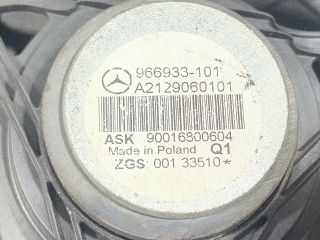 966933-101
A2129060101
ASK 90016800604
Made in Poland Q1
ZGS: 001 33510*